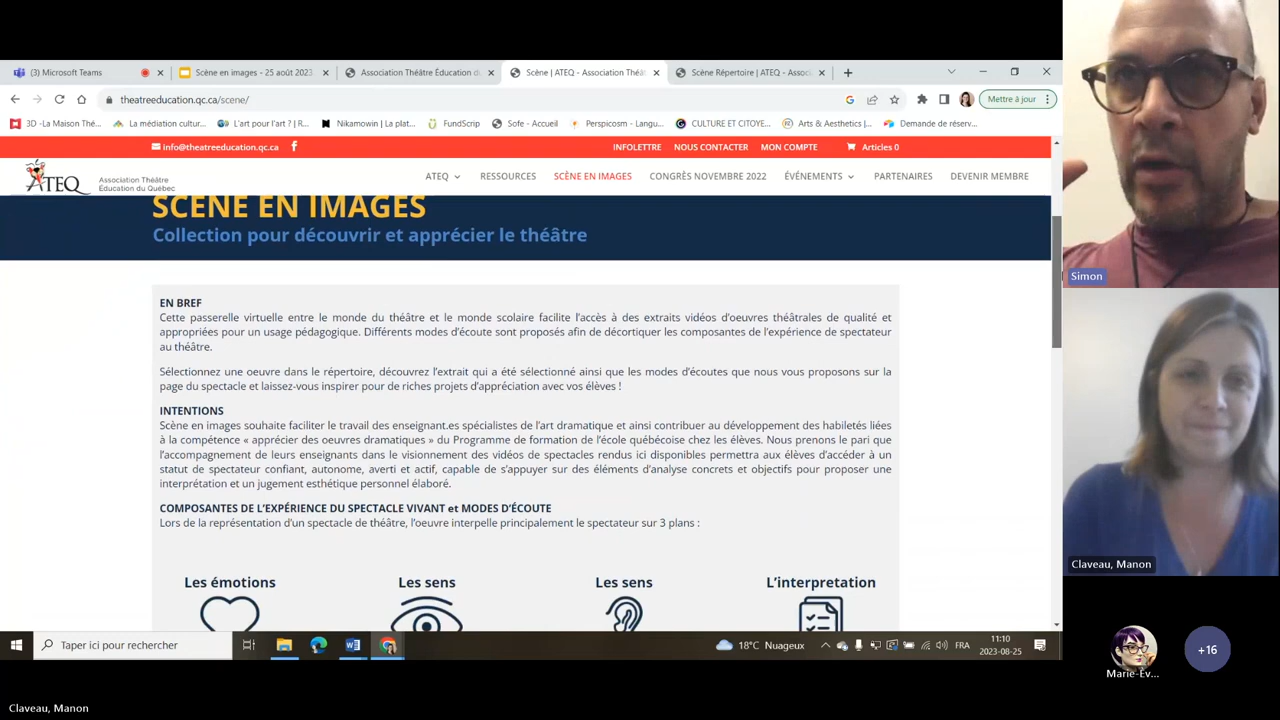 (3) Microsoft Teams
Scène en images - 25 août 2023
Association Théâtre Éducation d
Scène | ATEQ - Association Théât
Scène Répertoire | ATEQ - Assoc
theatreeducation.qc.ca/scene/
Mettre à jour
3D -La Maison Thé...
La médiation cultur...
L'art pour l'art ? | R...
Nikamowin | La plat...
FundScrip
Sofe - Accueil
Perspicosm - Langu...
CULTURE ET CITOYE...
Arts & Aesthetics |...
Demande de réserv...
info@theatreeducation.qc.ca
INFOLETTRE
NOUS CONTACTER
MON COMPTE
Articles 0
ATEQ
Association Théâtre
Éducation du Québec
ATEQ
RESSOURCES
SCÈNE EN IMAGES
CONGRÈS NOVEMBRE 2022
ÉVÉNEMENTS
PARTENAIRES
DEVENIR MEMBRE
SCÈNE EN IMAGES
Collection pour découvrir et apprécier le théâtre
EN BREF
Cette passerelle virtuelle entre le monde du théâtre et le monde scolaire facilite l'accès à des extraits vidéos d'oeuvres théâtrales de qualité et
appropriées pour un usage pédagogique. Différents modes d'écoute sont proposés afin de décortiquer les composantes de l'expérience de spectateur
au théâtre.
Sélectionnez une oeuvre dans le répertoire, découvrez l'extrait qui a été sélectionné ainsi que les modes d'écoutes que nous vous proposons sur la
page du spectacle et laissez-vous inspirer pour de riches projets d'appréciation avec vos élèves !
INTENTIONS
Scène en images souhaite faciliter le travail des enseignant.es spécialistes de l'art dramatique et ainsi contribuer au développement des habiletés liées
à la compétence « apprécier des oeuvres dramatiques » du Programme de formation de l'école québécoise chez les élèves. Nous prenons le pari que
l'accompagnement de leurs enseignants dans le visionnement des vidéos de spectacles rendus ici disponibles permettra aux élèves d'accéder à un
statut de spectateur confiant, autonome, averti et actif, capable de s'appuyer sur des éléments d'analyse concrets et objectifs pour proposer une
interprétation et un jugement esthétique personnel élaboré.
COMPOSANTES DE L'EXPÉRIENCE DU SPECTACLE VIVANT et MODES D'ÉCOUTE
Lors de la représentation d'un spectacle de théâtre, l'oeuvre interpelle principalement le spectateur sur 3 plans :
Les émotions
Les sens
Les sens
L'interpretation
Taper ici pour rechercher
18°C Nuageux
FRA
11:10
2023-08-25
Simon
Claveau, Manon
Marie-Ev...
+16
Claveau, Manon